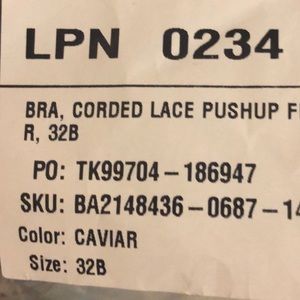 LPN 0234
BRA, CORDED LACE PUSHUP
R, 32B
PO: TK99704-186947
SKU: BA2148436-0687-14
Color: CAVIAR
Size: 32B